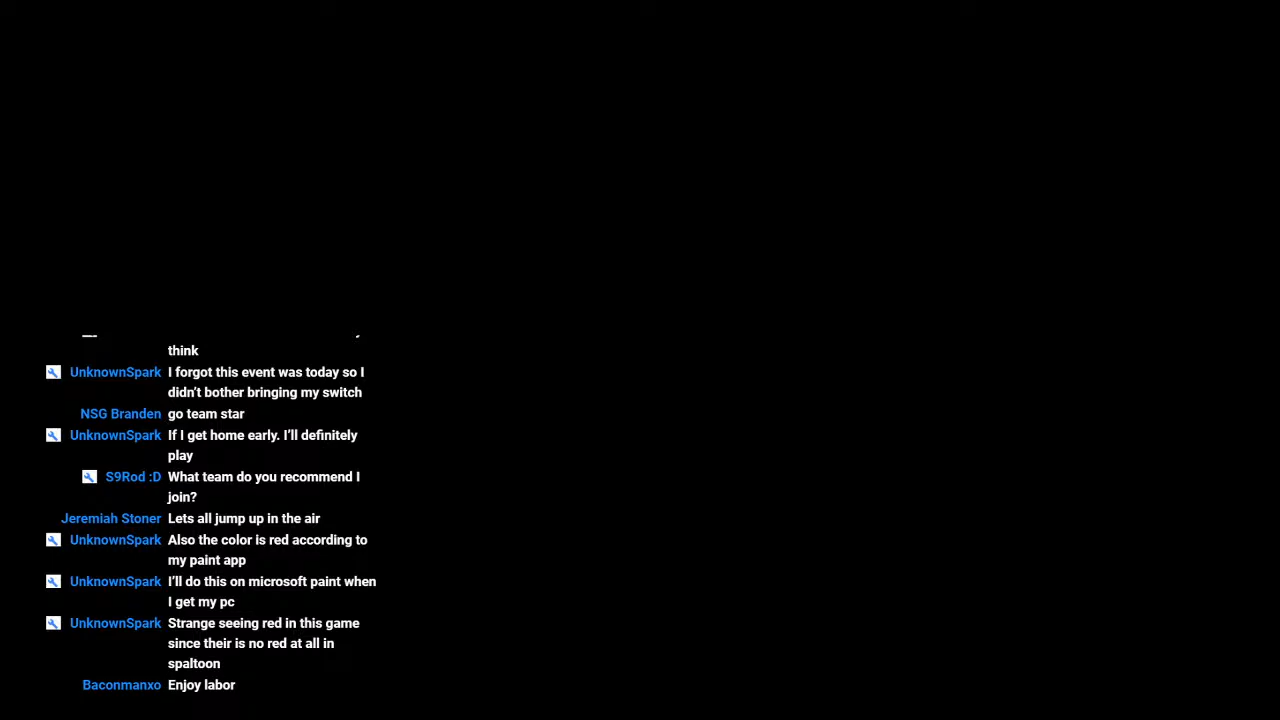 think
UnknownSpark I forgot this event was today so I
didn't bother bringing my switch
NSG Branden go team star
UnknownSpark If I get home early. I'll definitely
play
S9Rod :D What team do you recommend I
join?
Jeremiah Stoner Lets all jump up in the air
UnknownSpark Also the color is red according to
my paint app
UnknownSpark I'll do this on microsoft paint when
I get my pc
UnknownSpark Strange seeing red in this game
since their is no red at all in
spaltoon
Baconmanxo Enjoy labor